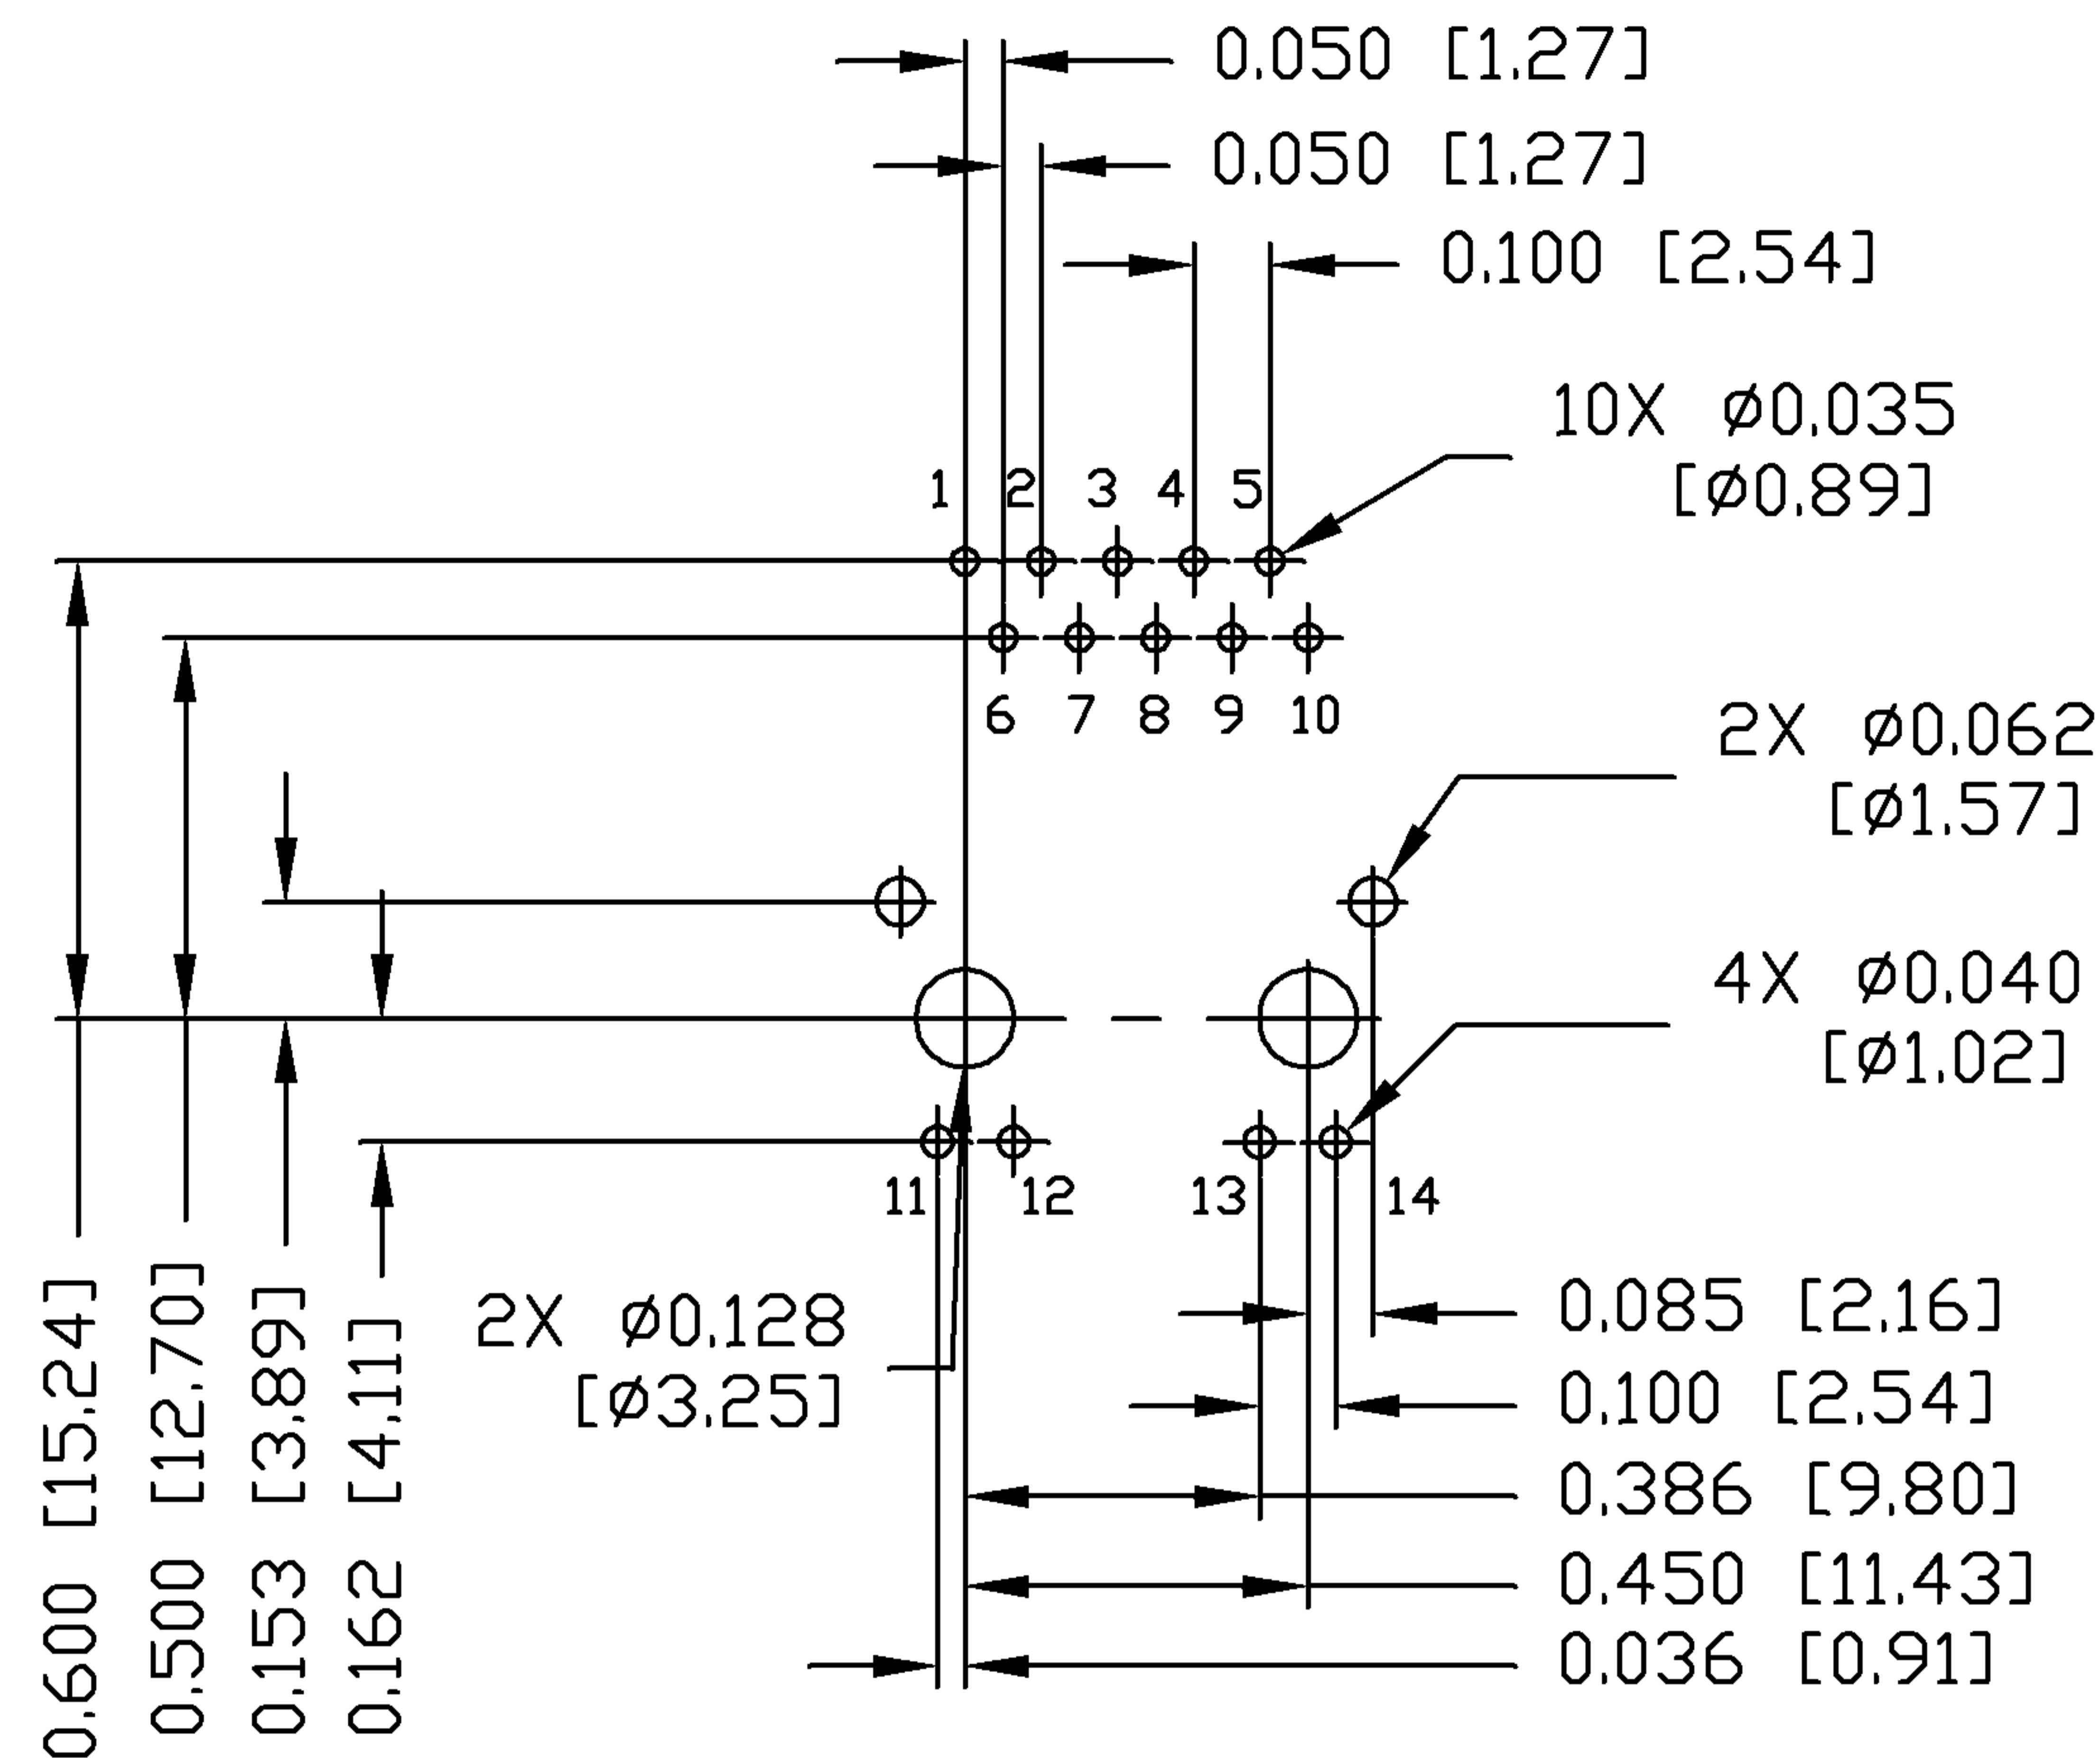 0.050 [1.27]
0.050 [1.27]
0.100 [2.54]
10X Ø0.035
[Ø0.89]
1 2 3 4 5
6 7 8 9 10
2X Ø0.062
[Ø1.57]
4X Ø0.040
[Ø1.02]
11 12 13 14
2X Ø0.128
[Ø3.25]
0.085 [2.16]
0.100 [2.54]
0.386 [9.80]
0.450 [11.43]
0.036 [0.91]
0.600 [15.24]
0.500 [12.70]
0.153 [3.89]
0.162 [4.11]